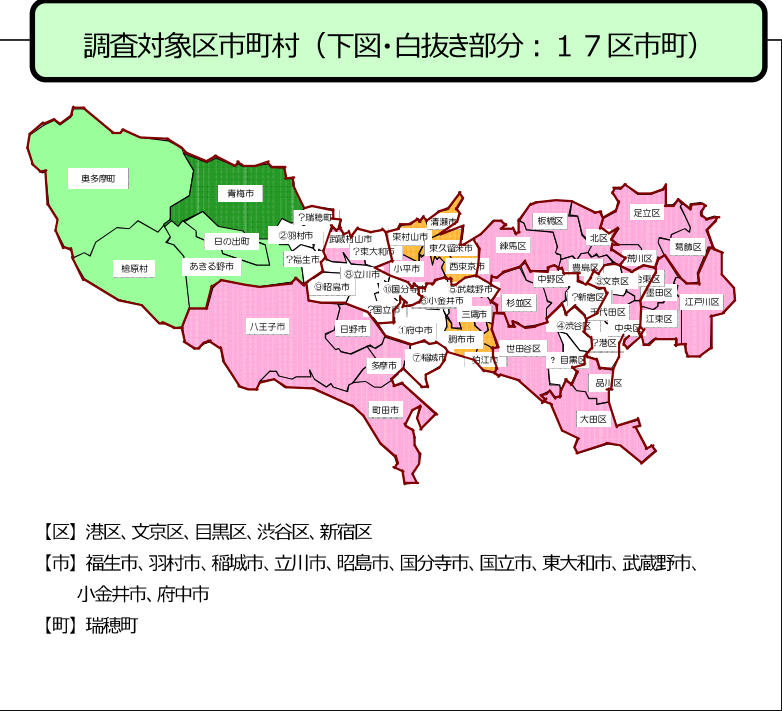 調査対象区市町村（下図・白抜き部分：１７区市町）
奥多摩町
青梅市
?瑞穂町
②羽村市
日の出町
?福生市
檜原村
あきる野市
武蔵村山市
?東大和市
東村山市
清瀬市
東久留米市
小平市
西東京市
⑧立川市
⑨昭島市
⑩国分寺市
⑤武蔵野市
⑥小金井市
?国立市
三鷹市
八王子市
日野市
①府中市
調布市
狛江市
⑦稲城市
多摩市
町田市
板橋区
足立区
練馬区
北区
葛飾区
荒川区
豊島区
中野区
③文京区
台東区
墨田区
杉並区
?新宿区
千代田区
江戸川区
④渋谷区
中央区
江東区
世田谷区
?港区
? 目黒区
品川区
大田区
【区】港区、文京区、目黒区、渋谷区、新宿区
【市】福生市、羽村市、稲城市、立川市、昭島市、国分寺市、国立市、東大和市、武蔵野市、
小金井市、府中市
【町】瑞穂町